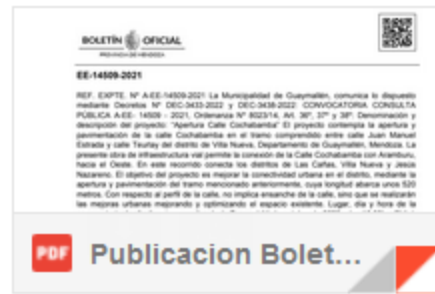 BOLETÍN OFICIAL
PROVINCIA DE MENDOZA
EE-14509-2021
REF. EXPTE. Nº A-EE-14509-2021 La Municipalidad de Guaymallén, comunica lo dispuesto
mediante Decretos Nº DEC-3433-2022 y DEC-3438-2022: CONVOCATORIA CONSULTA
PÚBLICA A-EE- 14509 - 2021, Ordenanza Nº 8023/14, Art. 36º, 37º y 38º: Denominación y
descripción del proyecto: "Apertura Calle Cochabamba" El proyecto contempla la apertura y
pavimentación de la calle Cochabamba en el tramo comprendido entre calle Juan Manuel
Estrada y calle Teurlay del distrito de Villa Nueva, Departamento de Guaymallén, Mendoza. La
presente obra de infraestructura vial permite la conexión de la Calle Cochabamba con Aramburu,
hacia el Oeste. En este recorrido conecta los distritos de Las Cañas, Villa Nueva y Jesús
Nazareno. El objetivo del proyecto es mejorar la conectividad urbana en el distrito, mediante la
apertura y pavimentación del tramo mencionado anteriormente, cuya longitud abarca unos 520
metros. Con respecto al perfil de la calle, no implica ensanche de la calle, sino que se realizarán
las mejoras urbanas mejorando y optimizando el espacio existente. Lugar, día y hora de la
PDF Publicacion Bolet...